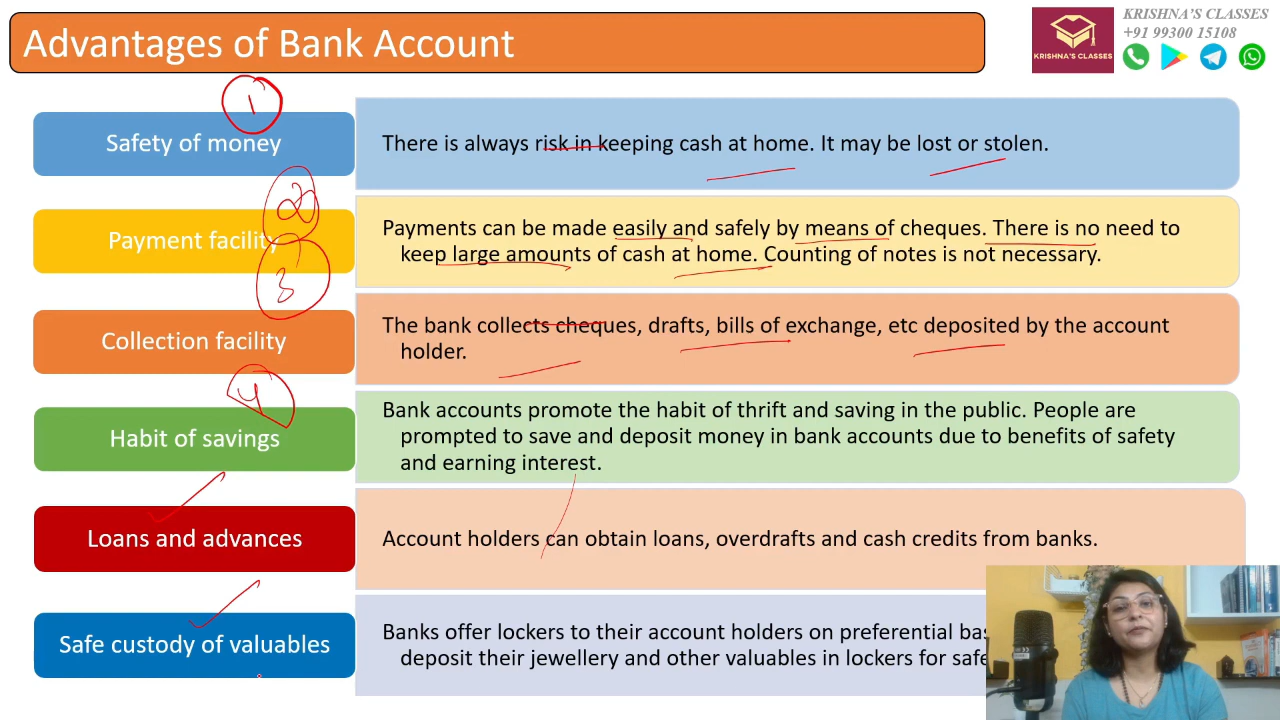 Advantages of Bank Account
KRISHNA'S CLASSES
+91 99300 15108
KRISHNA'S CLASSES
1
Safety of money
There is always risk in keeping cash at home. It may be lost or stolen.
2
Payment facility
Payments can be made easily and safely by means of cheques. There is no need to
keep large amounts of cash at home. Counting of notes is not necessary.
3
Collection facility
The bank collects cheques, drafts, bills of exchange, etc deposited by the account
holder.
4
Habit of savings
Bank accounts promote the habit of thrift and saving in the public. People are
prompted to save and deposit money in bank accounts due to benefits of safety
and earning interest.
Loans and advances
Account holders can obtain loans, overdrafts and cash credits from banks.
Safe custody of valuables
Banks offer lockers to their account holders on preferential
deposit their jewellery and other valuables in lockers for